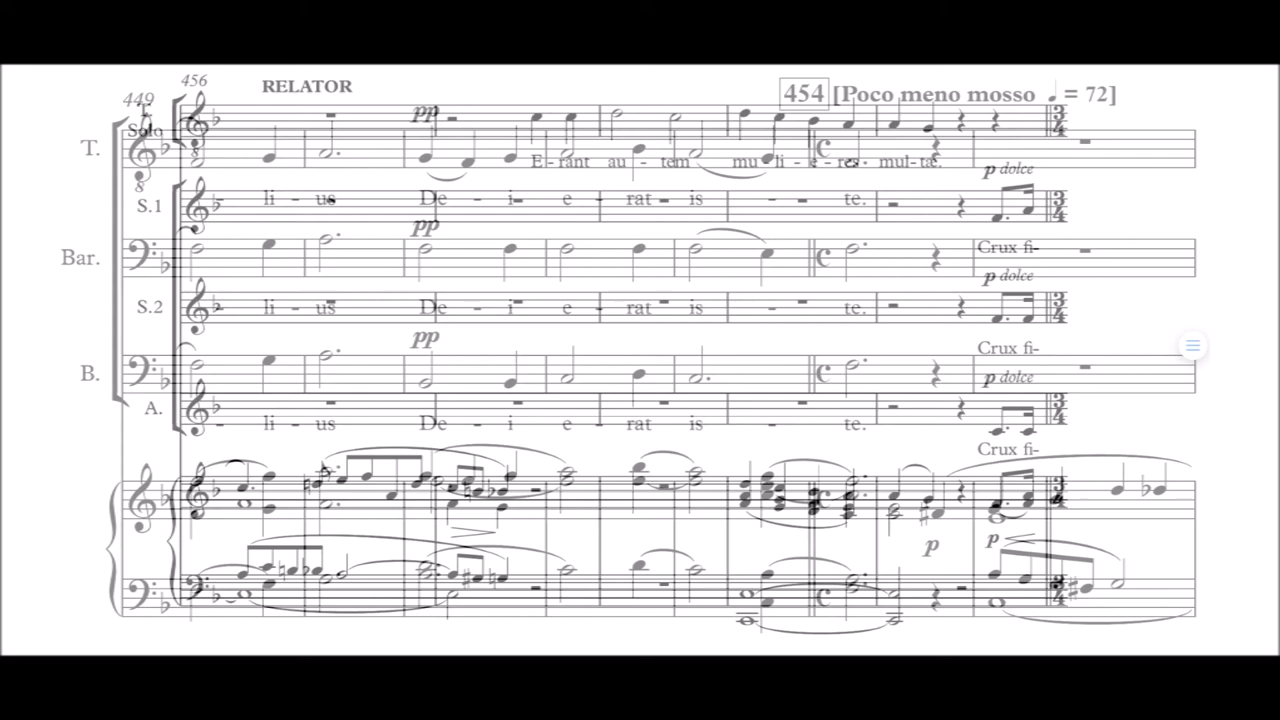 456
RELATOR
454 [Poco meno mosso ♩ = 72]
449
Solo
pp
T.
E - rant au - tem mu - li - e - res mul - tæ.
p dolce
8
S.1
- li - us De - i e - rat is - te.
pp
Bar.
Crux fi-
p dolce
S.2
- li - us De - i e - rat is - te.
pp
Crux fi-
B.
p dolce
A.
- li - us De - i e - rat is - te.
Crux fi-
p
p